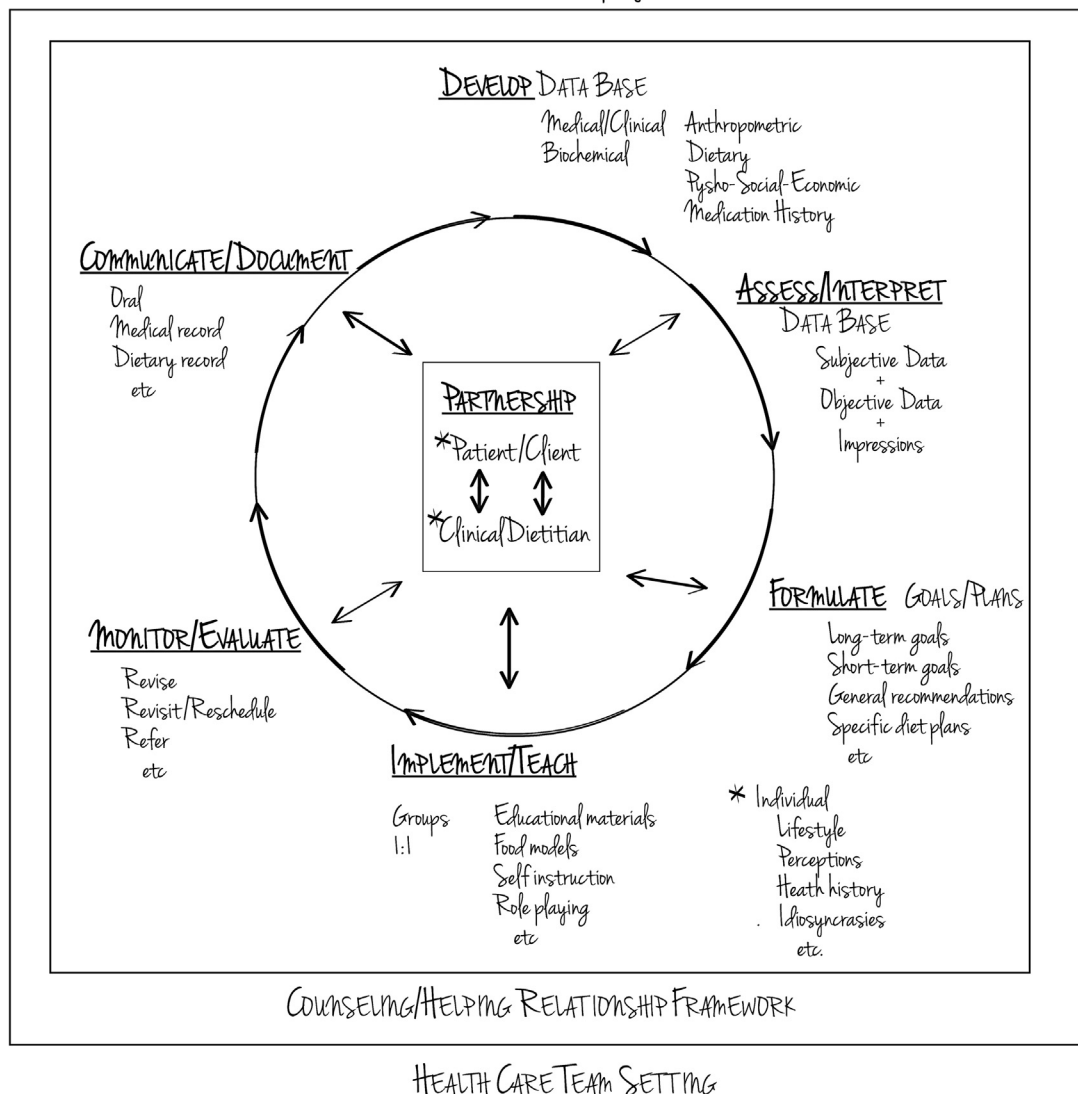 DEVELOP DATA BASE
Medical/Clinical
Biochemical
Anthropometric
Dietary
Pysho-Social-Economic
Medication History
ASSESS/INTERPRET
DATA BASE
Subjective Data
+
Objective Data
+
Impressions
FORMULATE GOALS/PLANS
Long-term goals
Short-term goals
General recommendations
Specific diet plans
etc
* Individual
Lifestyle
Perceptions
Heath history
. Idiosyncrasies
etc.
IMPLEMENT/TEACH
Groups
1:1
Educational materials
Food models
Self instruction
Role playing
etc
MONITOR/EVALUATE
Revise
Revisit/Reschedule
Refer
etc
COMMUNICATE/DOCUMENT
Oral
Medical record
Dietary record
etc
PARTNERSHIP
*Patient/Client
*Clinical Dietitian
COUNSELING/HELPING RELATIONSHIP FRAMEWORK
HEALTH CARE TEAM SETTING